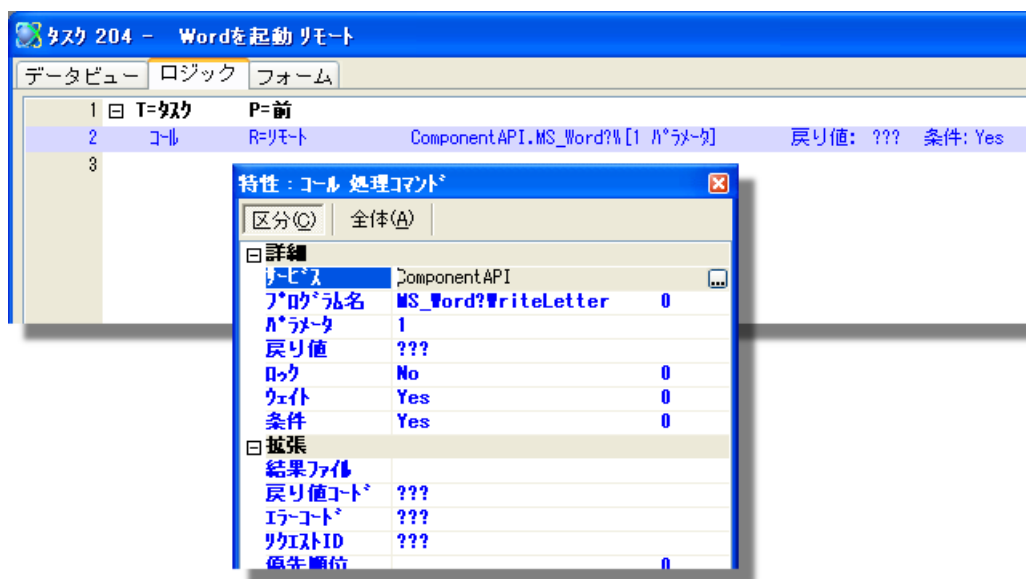 ﾀｽｸ 204 - Wordを起動 ﾘﾓｰﾄ
データビュー ロジック フォーム
1 T=ﾀｽｸ P=前
2 ｺｰﾙ R=ﾘﾓｰﾄ ComponentAPI.MS_Word?W[1 ﾊﾟﾗﾒｰﾀ] 戻り値: ??? 条件: Yes
3
特性：ｺｰﾙ 処理ｺﾏﾝﾄﾞ
区分(C) 全体(A)
詳細
ｻｰﾋﾞｽ ComponentAPI ...
ﾌﾟﾛｸﾞﾗﾑ名 MS_Word?WriteLetter 0
ﾊﾟﾗﾒｰﾀ 1
戻り値 ???
ﾛｯｸ No 0
ｳｪｲﾄ Yes 0
条件 Yes 0
拡張
結果ﾌｧｲﾙ
戻り値ｺｰﾄﾞ ???
ｴﾗｰｺｰﾄﾞ ???
ﾘｸｴｽﾄID ???
優先順位 0